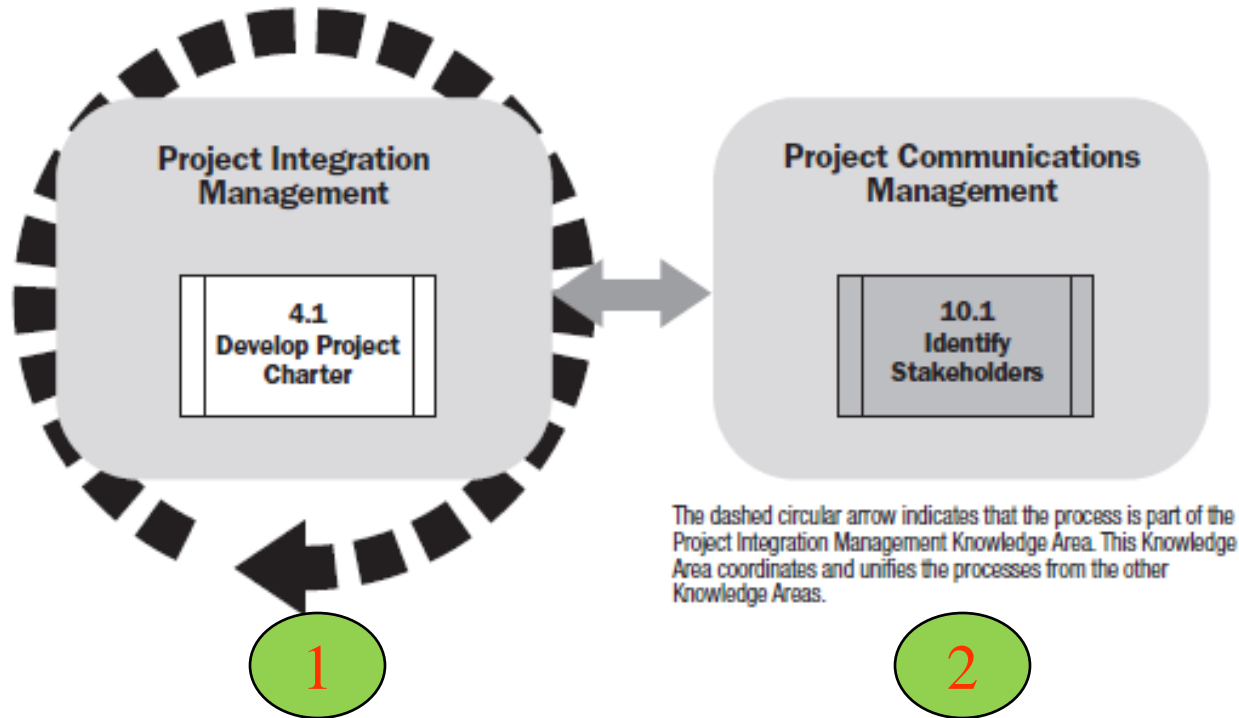 Project Integration
Management
4.1
Develop Project
Charter
Project Communications
Management
10.1
Identify
Stakeholders
The dashed circular arrow indicates that the process is part of the
Project Integration Management Knowledge Area. This Knowledge
Area coordinates and unifies the processes from the other
Knowledge Areas.
1
2